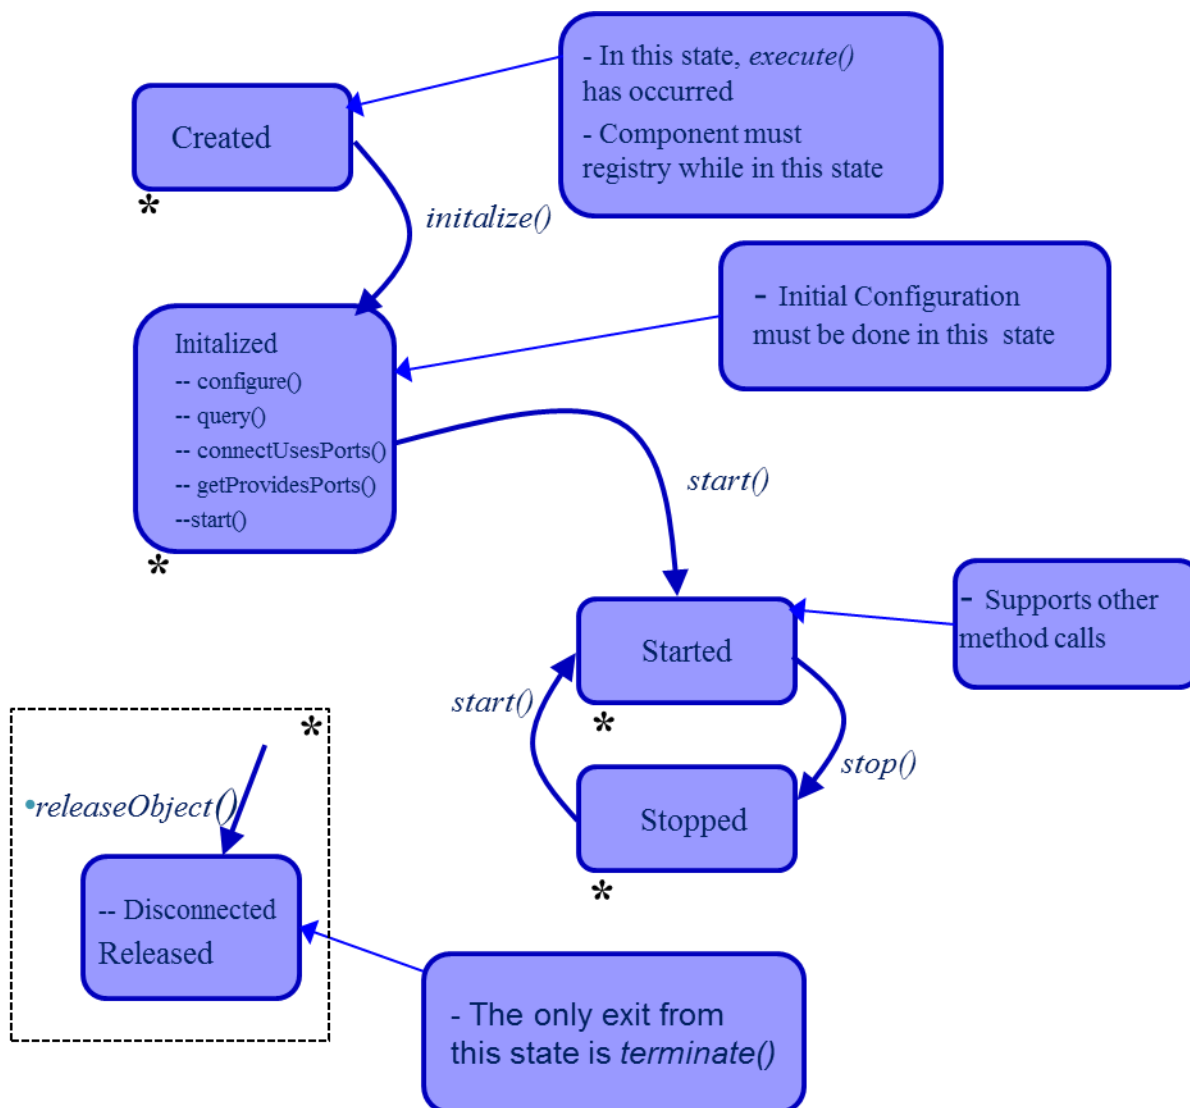 - In this state, execute()
has occurred
- Component must
registry while in this state
Created
*
initalize()
- Initial Configuration
must be done in this state
Initalized
-- configure()
-- query()
-- connectUsesPorts()
-- getProvidesPorts()
--start()
*
start()
- Supports other
method calls
Started
*
start()
stop()
Stopped
*
*
•releaseObject()
-- Disconnected
Released
- The only exit from
this state is terminate()